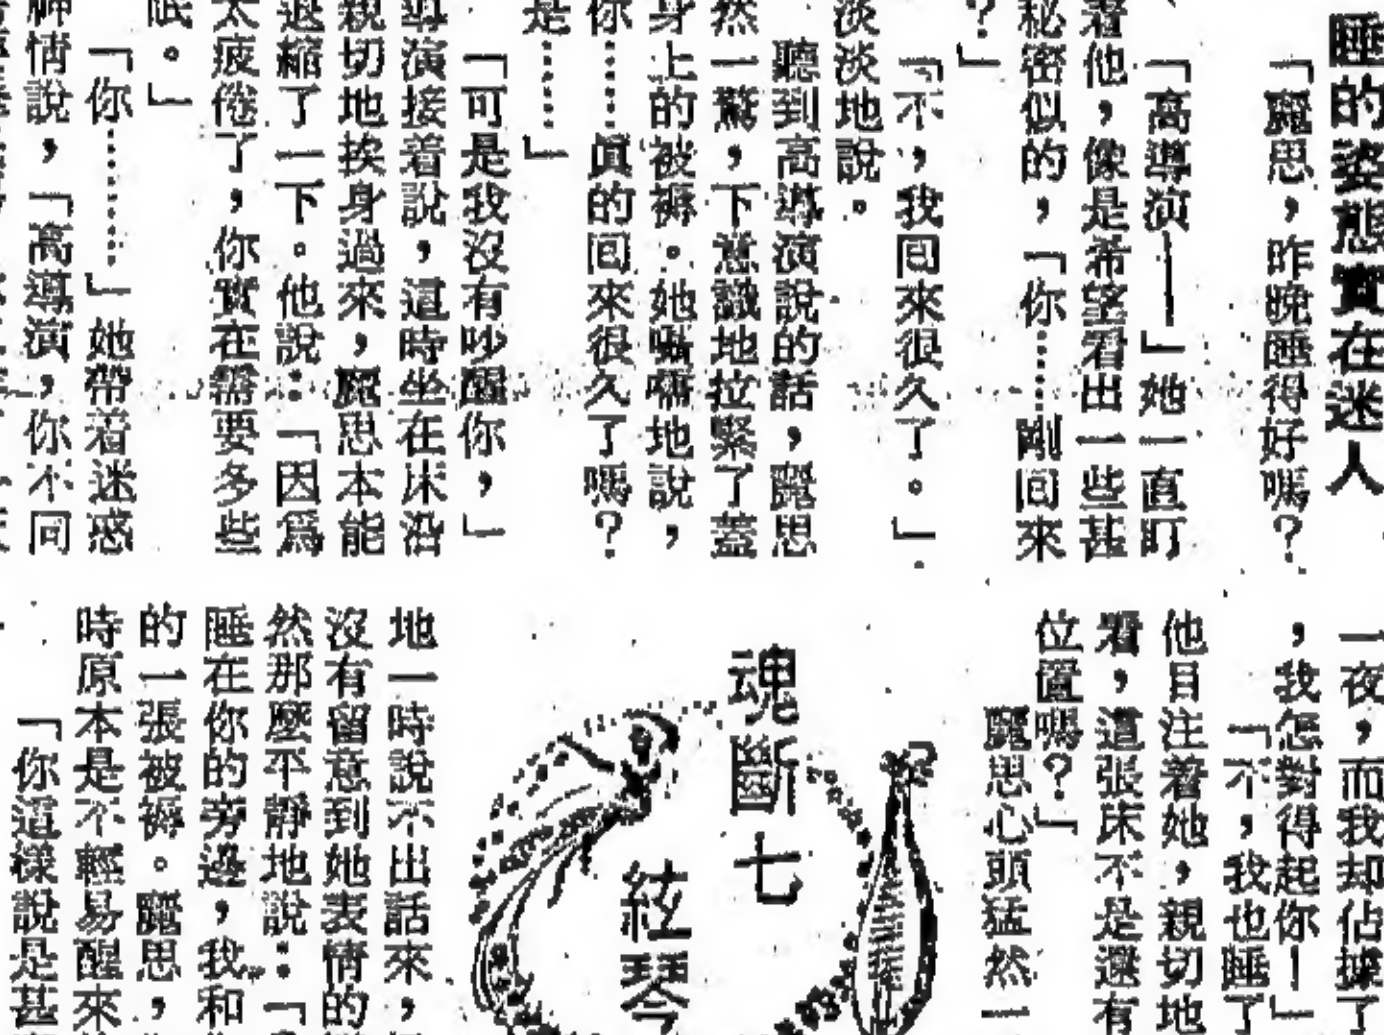 睡的姿態實在迷人
「麗思，昨晚睡得好嗎？
「高導演——」她一直盯
着他，像是希望看出一些甚
秘密似的，「你……剛回來
？」
「不，我回來很久了。」
淡淡地說。
聽到高導演說的話，麗思
然一驚，下意識地拉緊了蓋
身上的被褥。她囁嚅地說，
你……眞的回來很久了嗎？
是……」
「可是我沒有吵醒你，」
導演接着說，這時坐在床沿
親切地挨身過來，麗思本能
退縮了一下。他說：「因爲
太疲倦了，你實在需要多些
眠。」
「你………」她帶着迷惑
神情說，「高導演，你不同
一夜，而我却佔據了
，我怎對得起你—」
「不，我也睡了
他目注着她，親切地
看，這張床不是還有
位置嗎？」
麗思心頭猛然一
魂斷七
絃琴
地一時說不出話來，
沒有留意到她表情的
然那麼平靜地說：「
睡在你的旁邊，我和
的一張被褥。麗思，
時原本是不輕易醒來
「你這樣說是甚